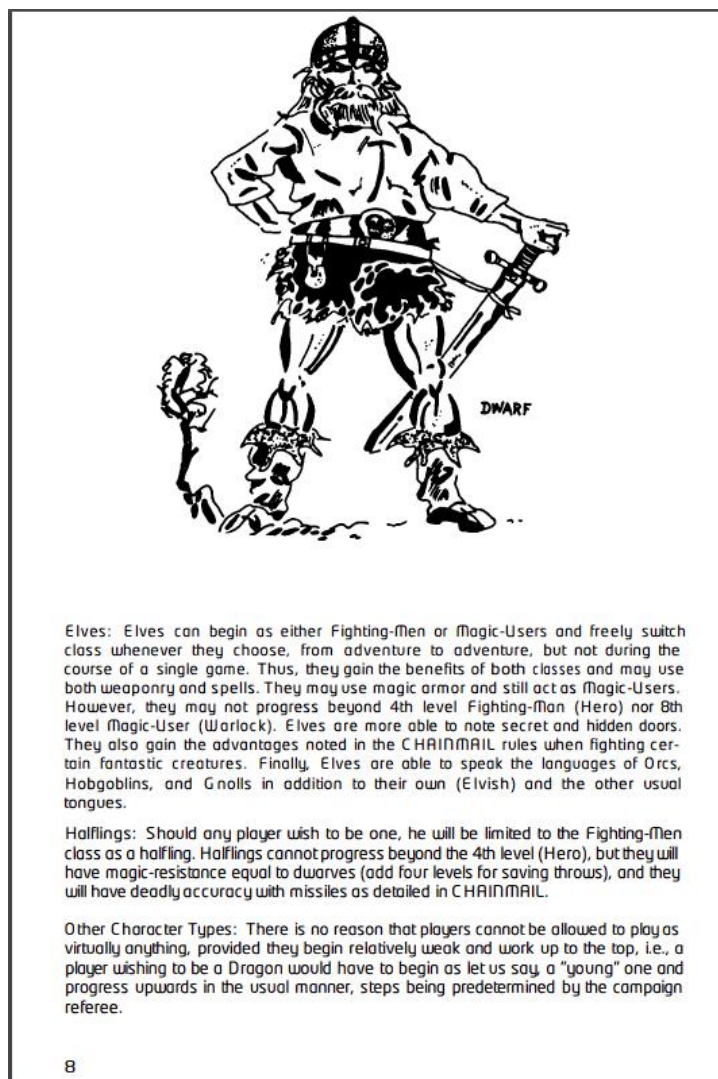 DWARF
Elves: Elves can begin as either Fighting-Men or Magic-Users and freely switch
class whenever they choose, from adventure to adventure, but not during the
course of a single game. Thus, they gain the benefits of both classes and may use
both weaponry and spells. They may use magic armor and still act as Magic-Users.
However, they may not progress beyond 4th level Fighting-Man (Hero) nor 8th
level Magic-User (Warlock). Elves are more able to note secret and hidden doors.
They also gain the advantages noted in the CHAINMAIL rules when fighting cer-
tain fantastic creatures. Finally, Elves are able to speak the languages of Orcs,
Hobgoblins, and Gnolls in addition to their own (Elvish) and the other usual
tongues.
Halflings: Should any player wish to be one, he will be limited to the Fighting-Men
class as a halfling. Halflings cannot progress beyond the 4th level (Hero), but they will
have magic-resistance equal to dwarves (add four levels for saving throws), and they
will have deadly accuracy with missiles as detailed in CHAINMAIL.
Other Character Types: There is no reason that players cannot be allowed to play as
virtually anything, provided they begin relatively weak and work up to the top, i.e., a
player wishing to be a Dragon would have to begin as let us say, a "young" one and
progress upwards in the usual manner, steps being predetermined by the campaign
referee.
8